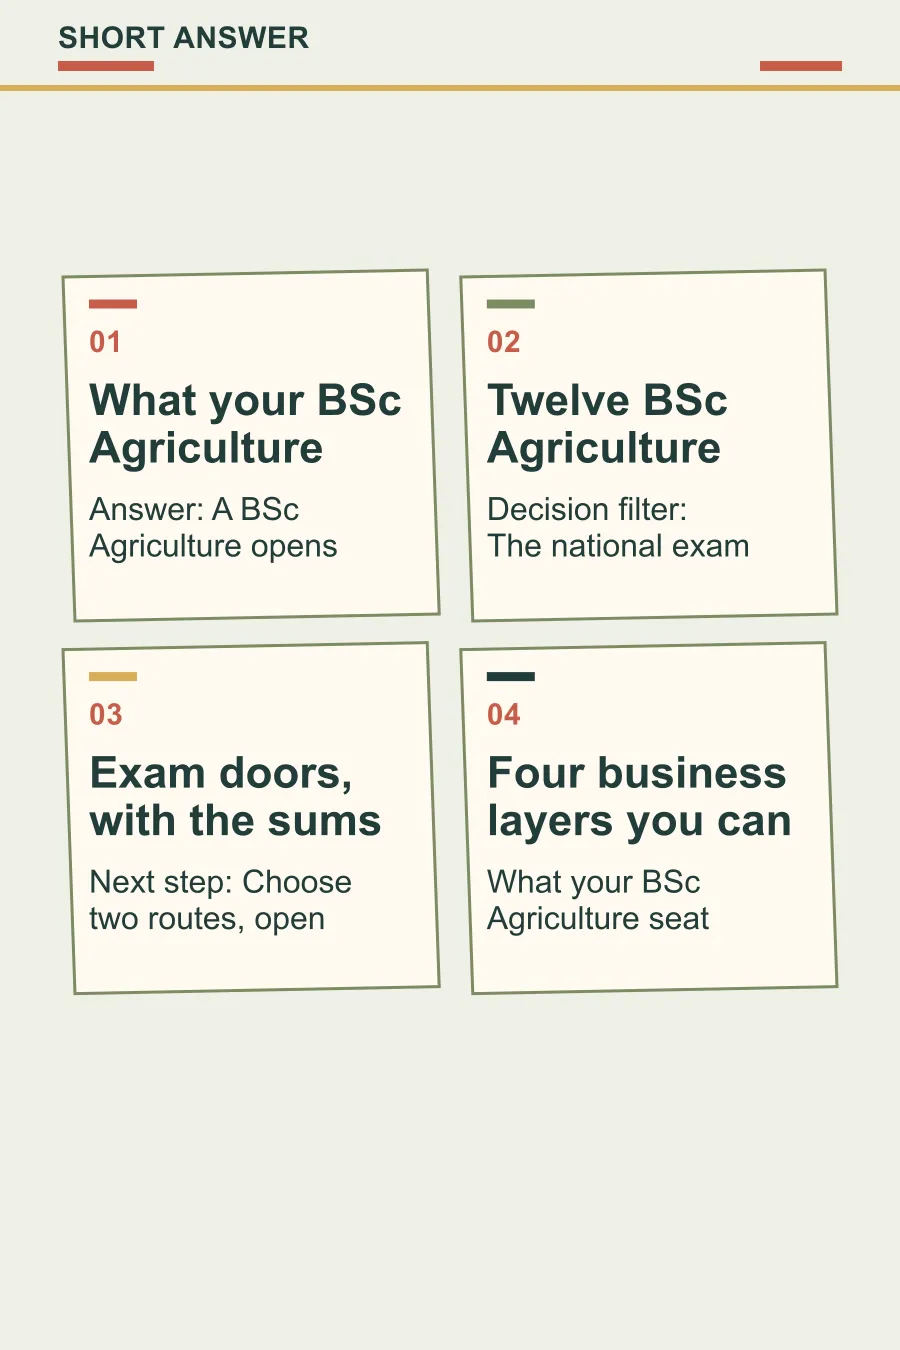 SHORT ANSWER
01
What your BSc
Agriculture
Answer: A BSc
Agriculture opens
02
Twelve BSc
Agriculture
Decision filter:
The national exam
03
Exam doors,
with the sums
Next step: Choose
two routes, open
04
Four business
layers you can
What your BSc
Agriculture seat